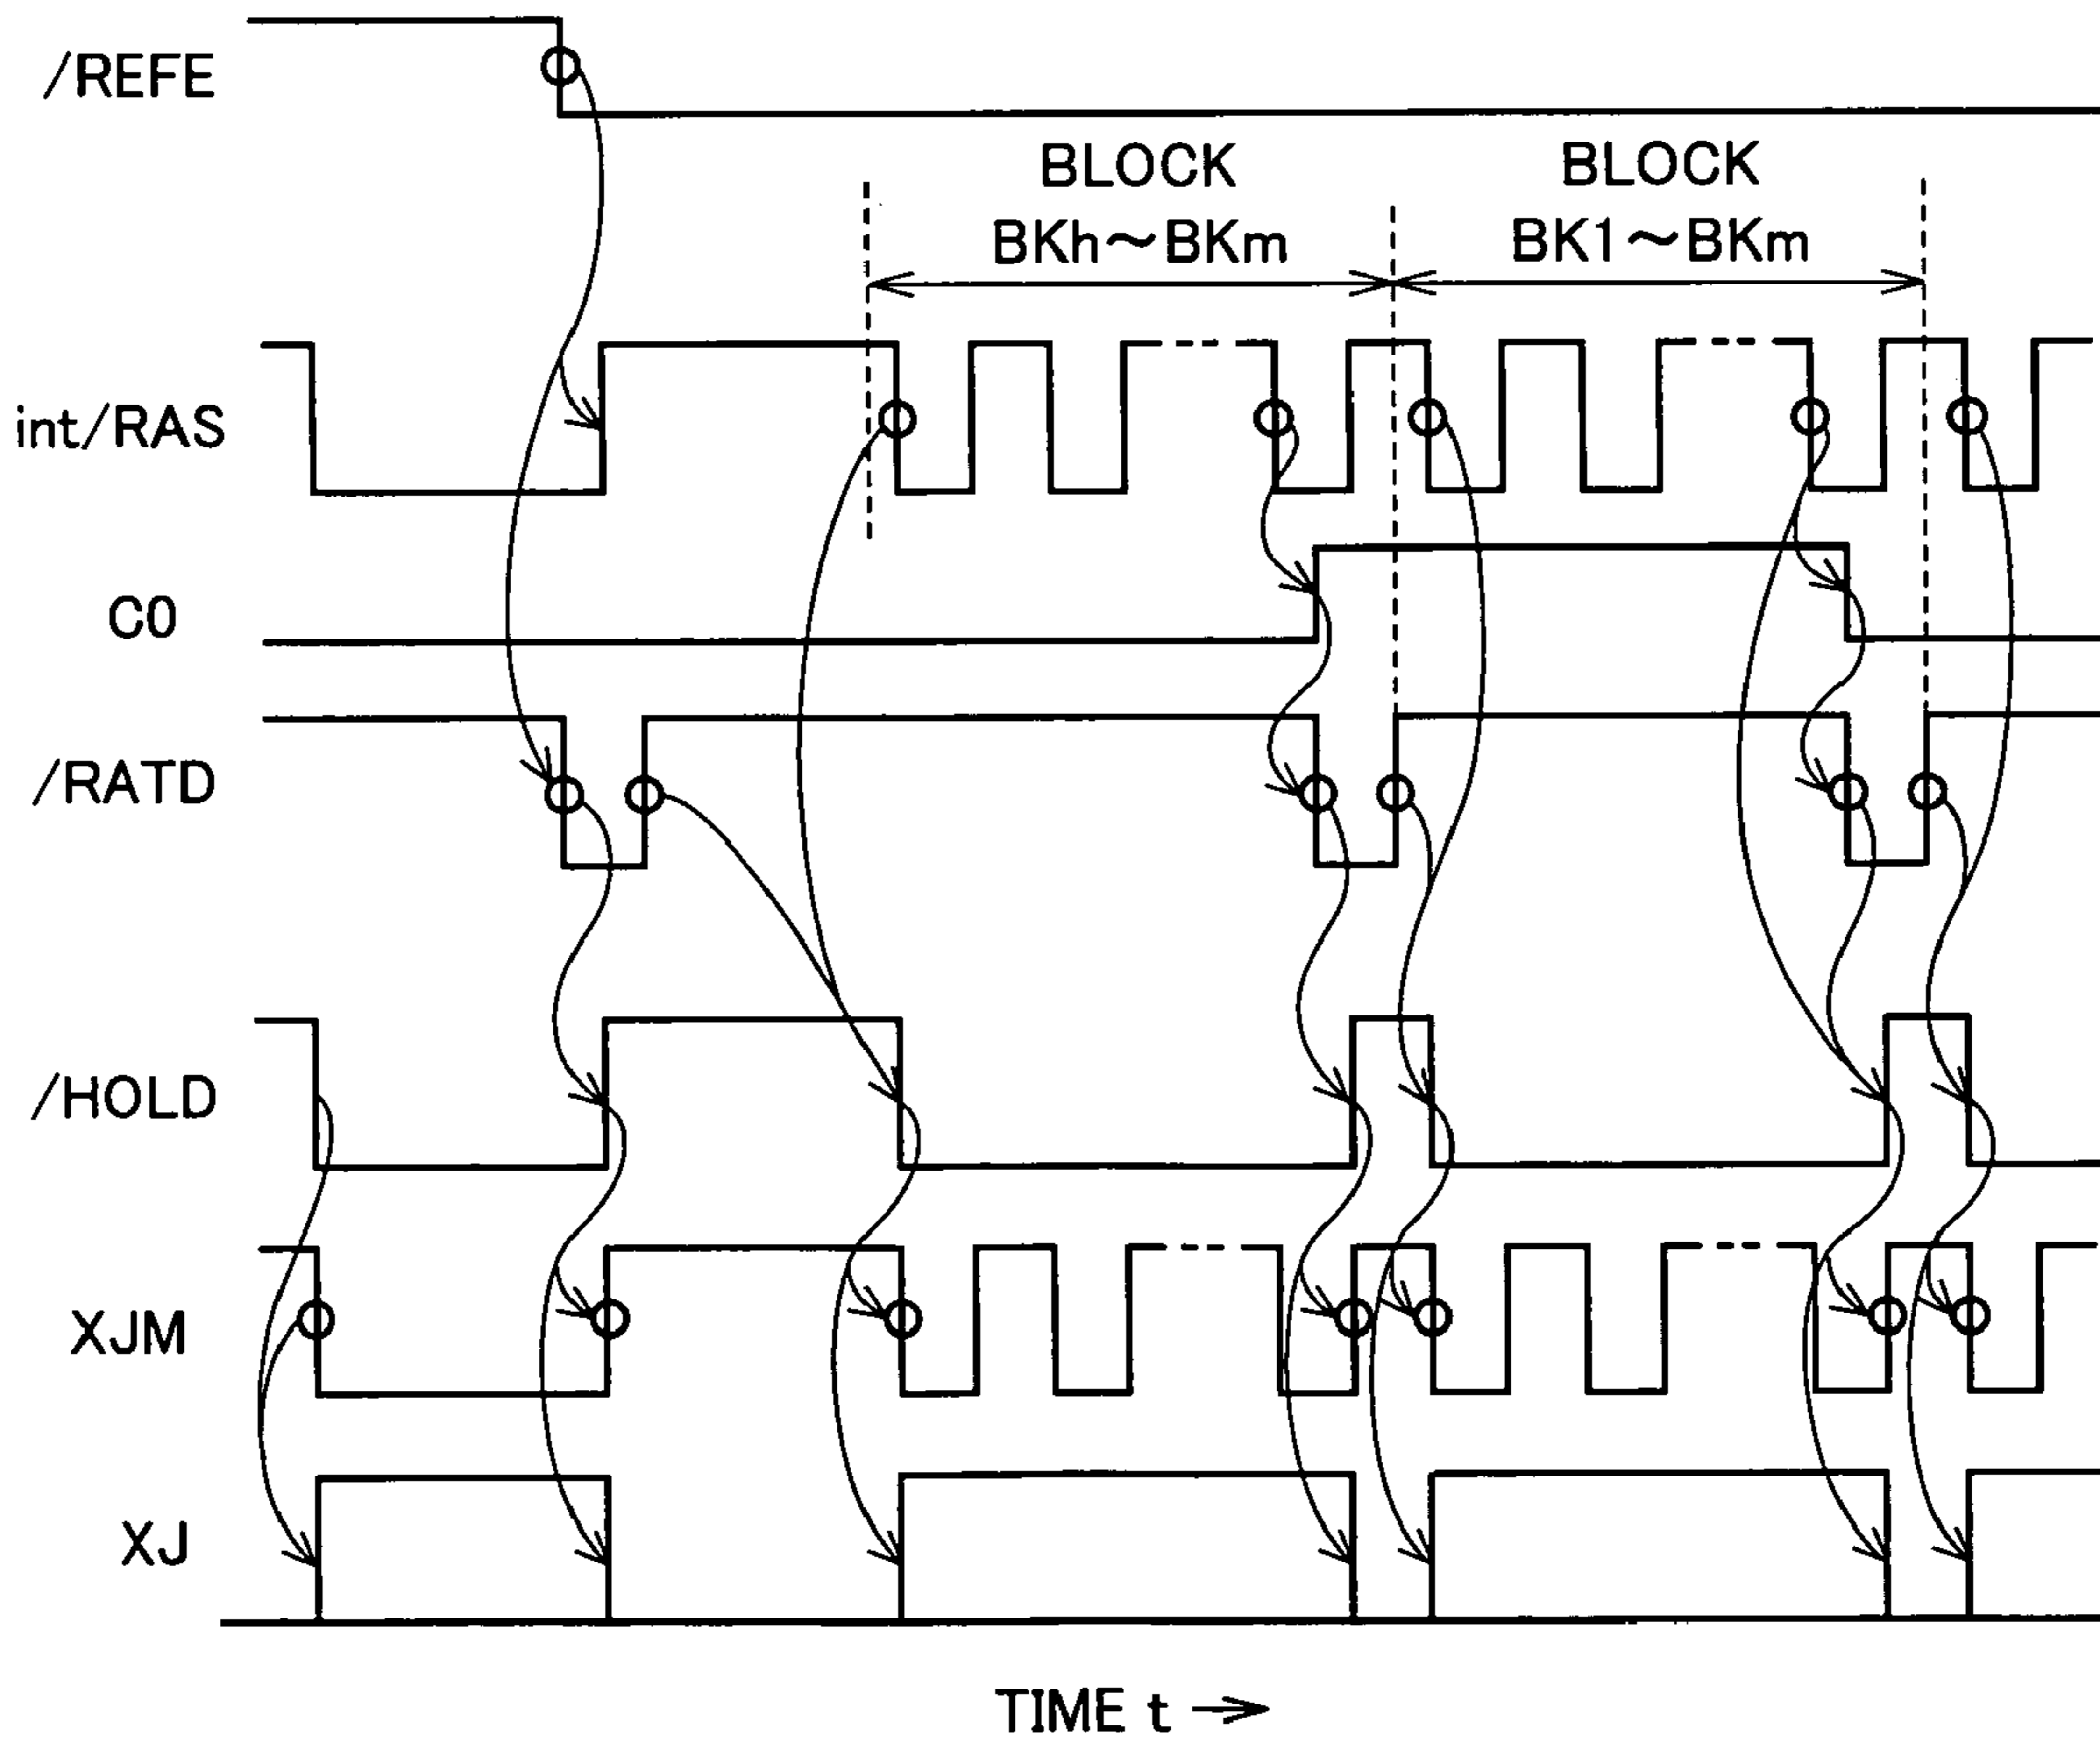 /REFE
BLOCK
BKh～BKm
BLOCK
BK1～BKm
int/RAS
C0
/RATD
/HOLD
XJM
XJ
TIME t →